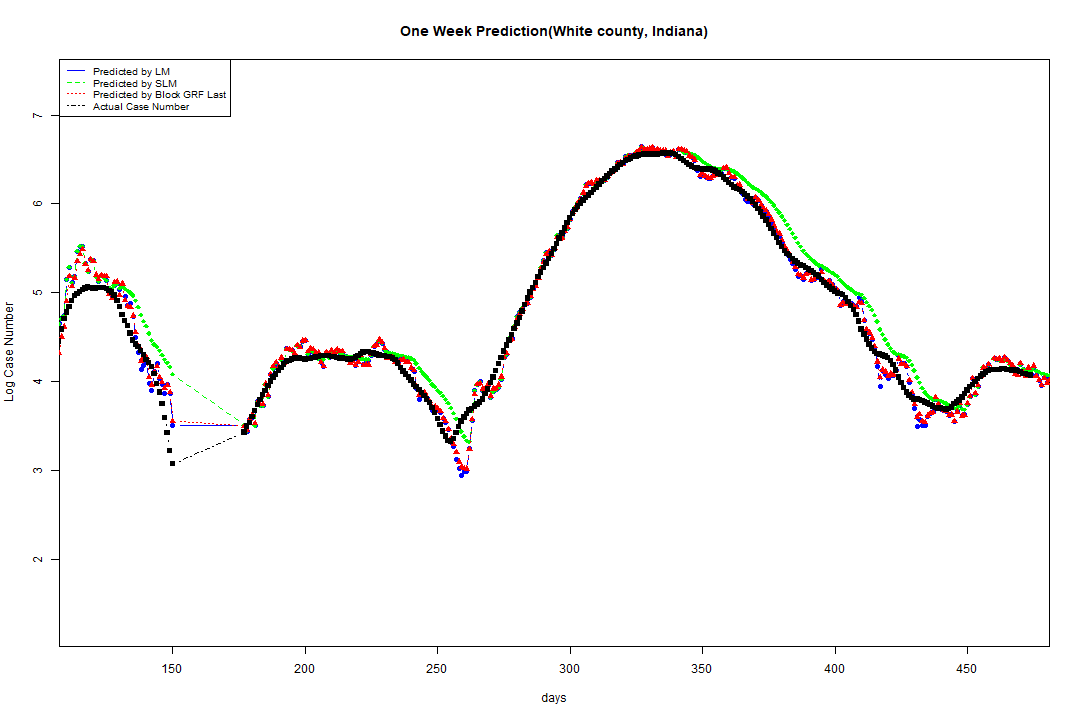 One Week Prediction(White county, Indiana)
Predicted by LM
Predicted by SLM
Predicted by Block GRF Last
Actual Case Number
Log Case Number
7
6
5
4
3
2
150 200 250 300 350 400 450
days